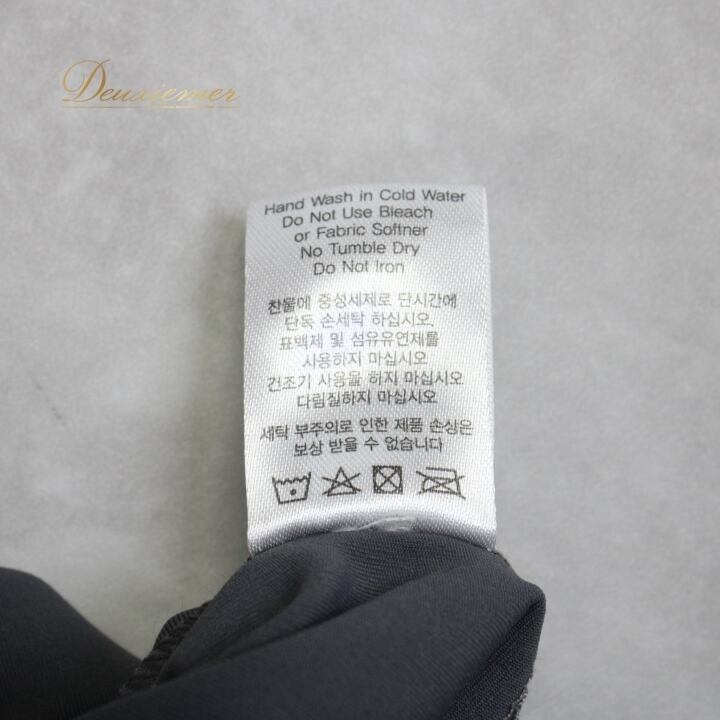 Deuxiemer
Hand Wash in Cold Water
Do Not Use Bleach
or Fabric Softner
No Tumble Dry
Do Not Iron
찬물에 중성세제로 단시간에
단독 손세탁 하십시오.
표백제 및 섬유유연제를
사용하지 마십시오
건조기 사용을 하지 마십시오
다림질하지 마십시오
세탁 부주의로 인한 제품 손상은
보상 받을 수 없습니다